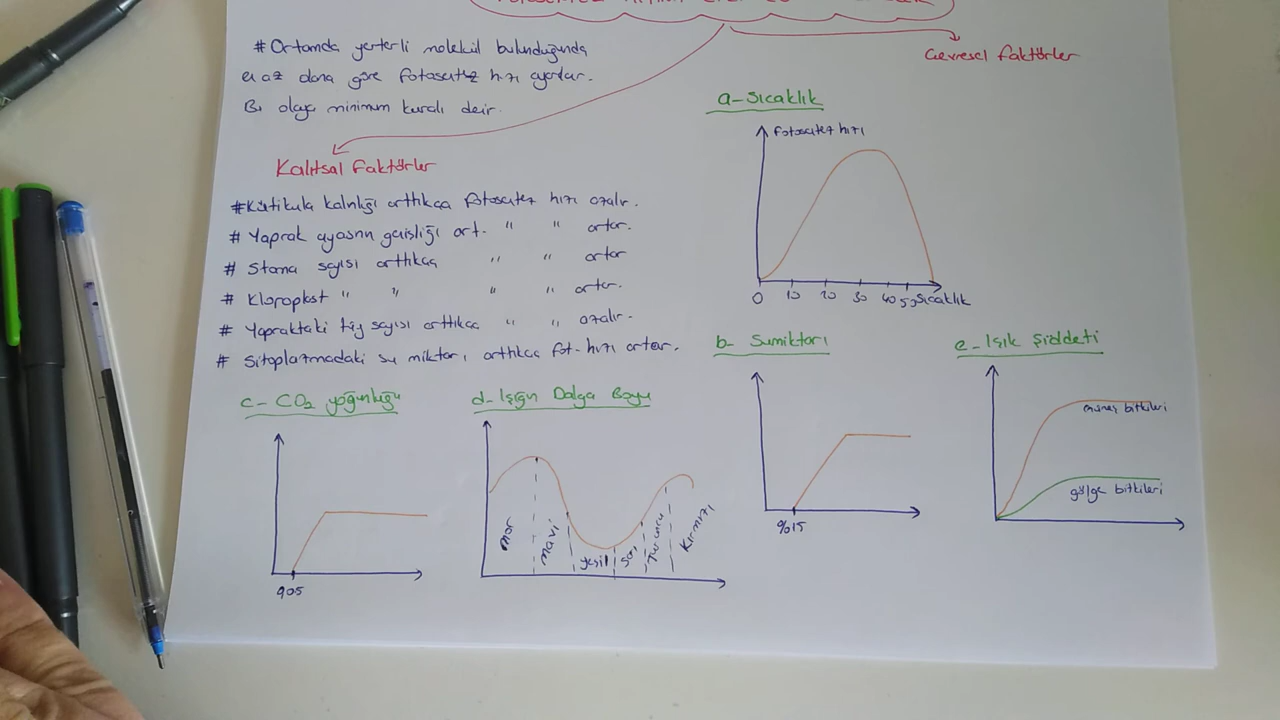 # Ortamda yerterli molekül bulunduğunda
en az olana göre fotosentez hızı ayarlar.
Bu olaya minimum kuralı denir.
Çevresel faktörler
Kalıtsal faktörler
# Kütikula kalınlığı arttıkça fotosentez hızı azalır.
# Yaprak ayasının genişliği art. " " artar.
# Stoma sayısı arttıkça " " artar
# Kloroplast " " " " artar.
# Yapraktaki tüy sayısı arttıkça " " azalır.
# Sitoplazmadaki su miktarı arttıkça fot. hızı artar.
a- Sıcaklık
fotosentez hızı
0 10 20 30 40 50 Sıcaklık
b- Su miktarı
%15
e- Işık Şiddeti
güneş bitkileri
gölge bitkileri
c- CO2 yoğunluğu
905
d- Işığın Dalga Boyu
mor mavi yeşil sarı Turuncu Kırmızı